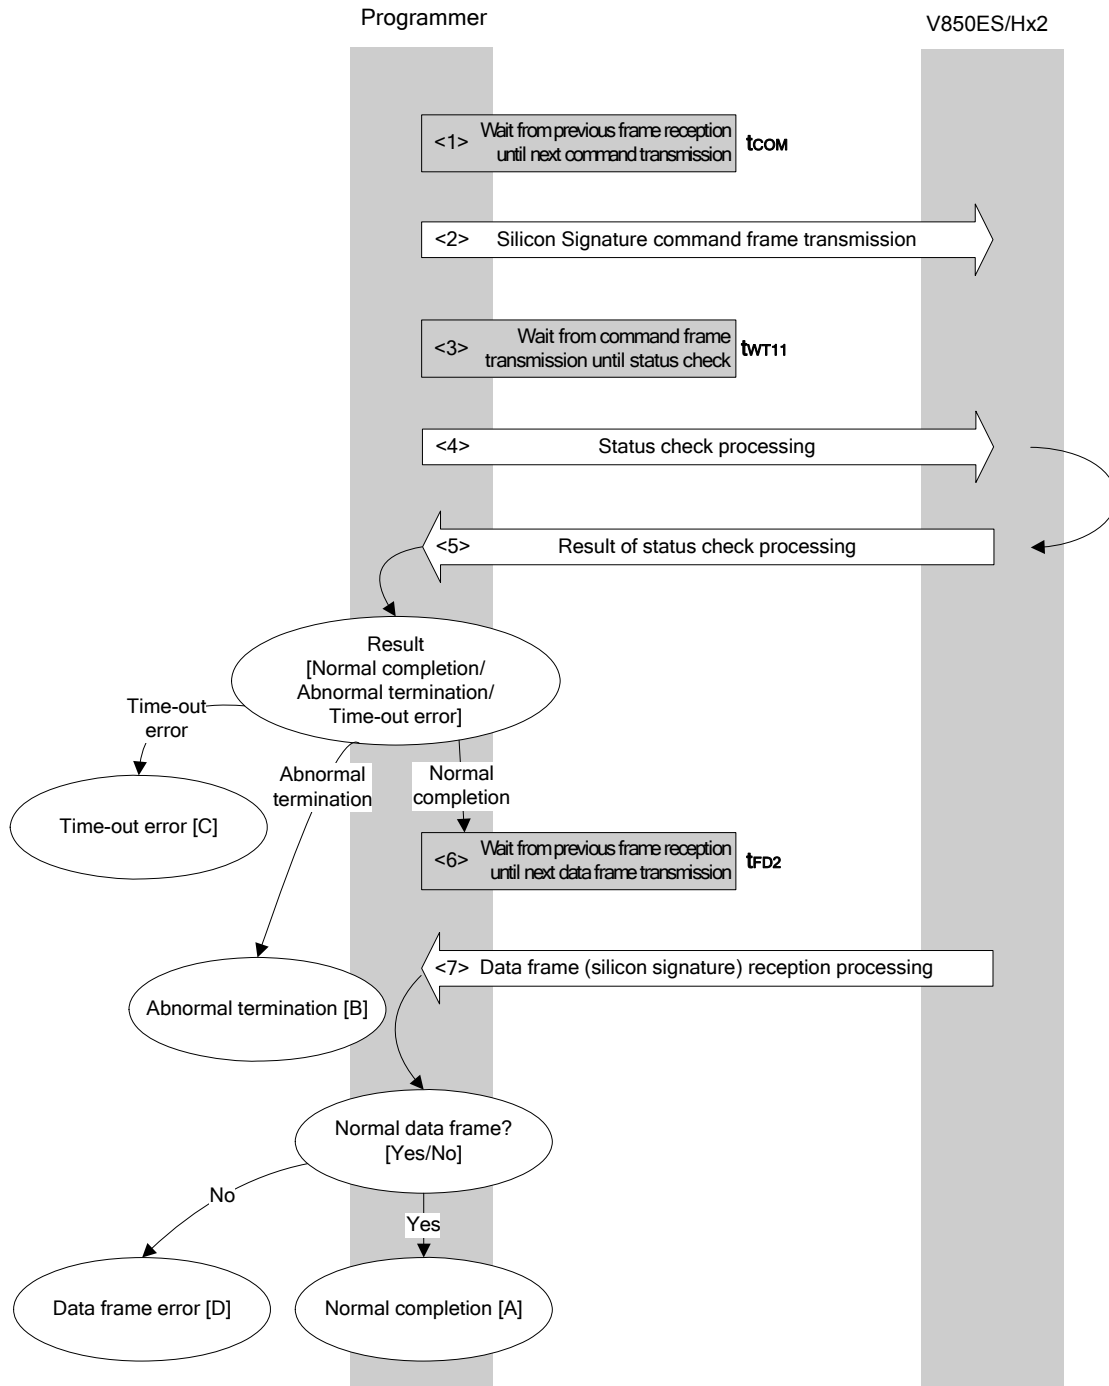 Programmer
V850ES/Hx2
<1> Wait from previous frame reception
until next command transmission
tCOM
<2> Silicon Signature command frame transmission
<3> Wait from command frame
transmission until status check
tWT11
<4> Status check processing
<5> Result of status check processing
Result
[Normal completion/
Abnormal termination/
Time-out error]
Time-out
error
Abnormal
termination
Normal
completion
Time-out error [C]
<6> Wait from previous frame reception
until next data frame transmission
tFD2
<7> Data frame (silicon signature) reception processing
Abnormal termination [B]
Normal data frame?
[Yes/No]
No
Yes
Data frame error [D]
Normal completion [A]